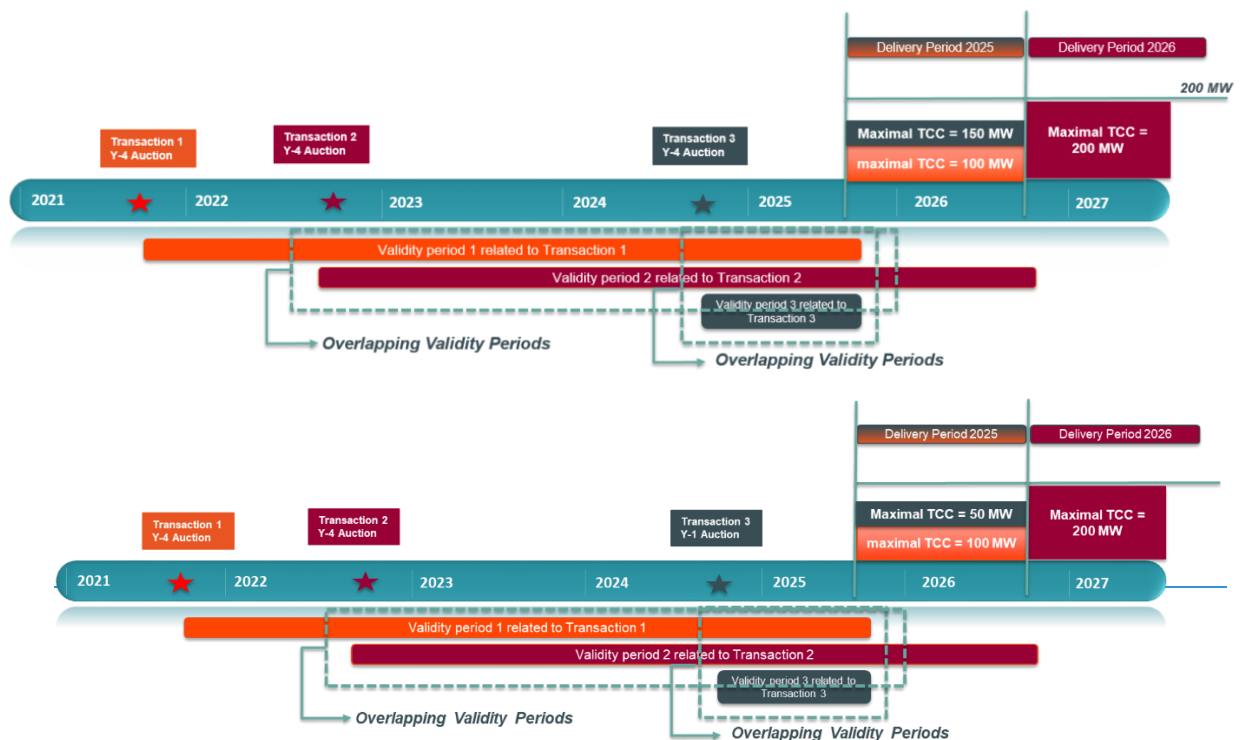 Delivery Period 2025
Delivery Period 2026
200 MW
Transaction 1
Y-4 Auction
Transaction 2
Y-4 Auction
Transaction 3
Y-4 Auction
Maximal TCC = 150 MW
maximal TCC = 100 MW
Maximal TCC =
200 MW
2021
2022
2023
2024
2025
2026
2027
Validity period 1 related to Transaction 1
Validity period 2 related to Transaction 2
Validity period 3 related to
Transaction 3
Overlapping Validity Periods
Overlapping Validity Periods
Delivery Period 2025
Delivery Period 2026
Transaction 1
Y-4 Auction
Transaction 2
Y-4 Auction
Transaction 3
Y-1 Auction
Maximal TCC = 50 MW
maximal TCC = 100 MW
Maximal TCC =
200 MW
2021
2022
2023
2024
2025
2026
2027
Validity period 1 related to Transaction 1
Validity period 2 related to Transaction 2
Validity period 3 related to
Transaction 3
Overlapping Validity Periods
Overlapping Validity Periods